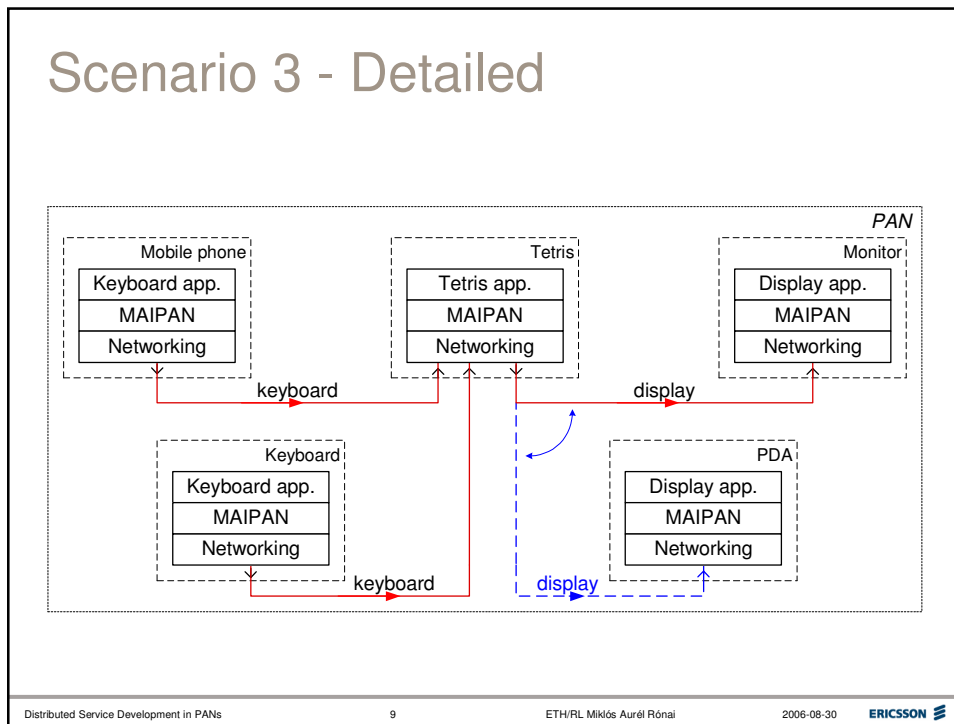 Scenario 3 - Detailed
PAN
Mobile phone
Keyboard app.
MAIPAN
Networking
Tetris
Tetris app.
MAIPAN
Networking
Monitor
Display app.
MAIPAN
Networking
keyboard
display
Keyboard
Keyboard app.
MAIPAN
Networking
PDA
Display app.
MAIPAN
Networking
keyboard
display
Distributed Service Development in PANs 9 ETH/RL Miklós Aurél Rónai 2006-08-30 ERICSSON